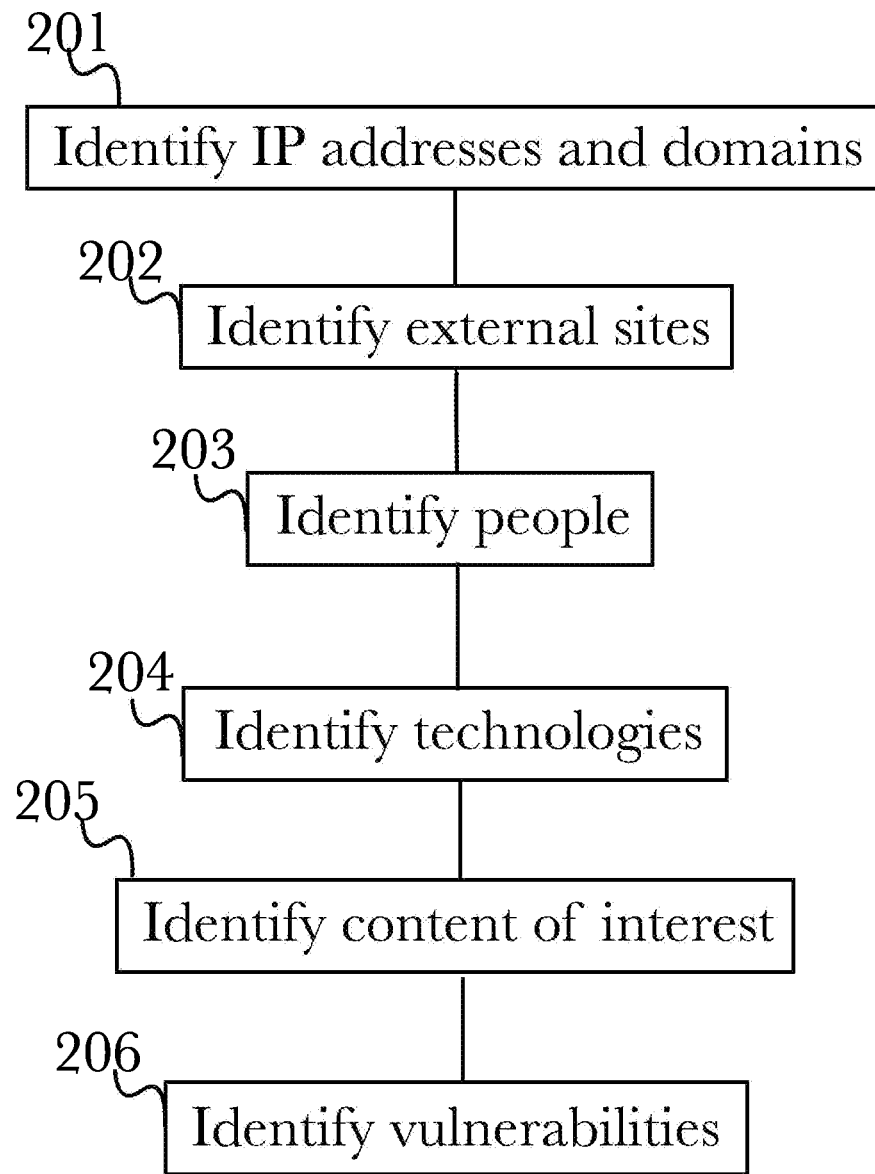 201
Identify IP addresses and domains
202
Identify external sites
203
Identify people
204
Identify technologies
205
Identify content of interest
206
Identify vulnerabilities